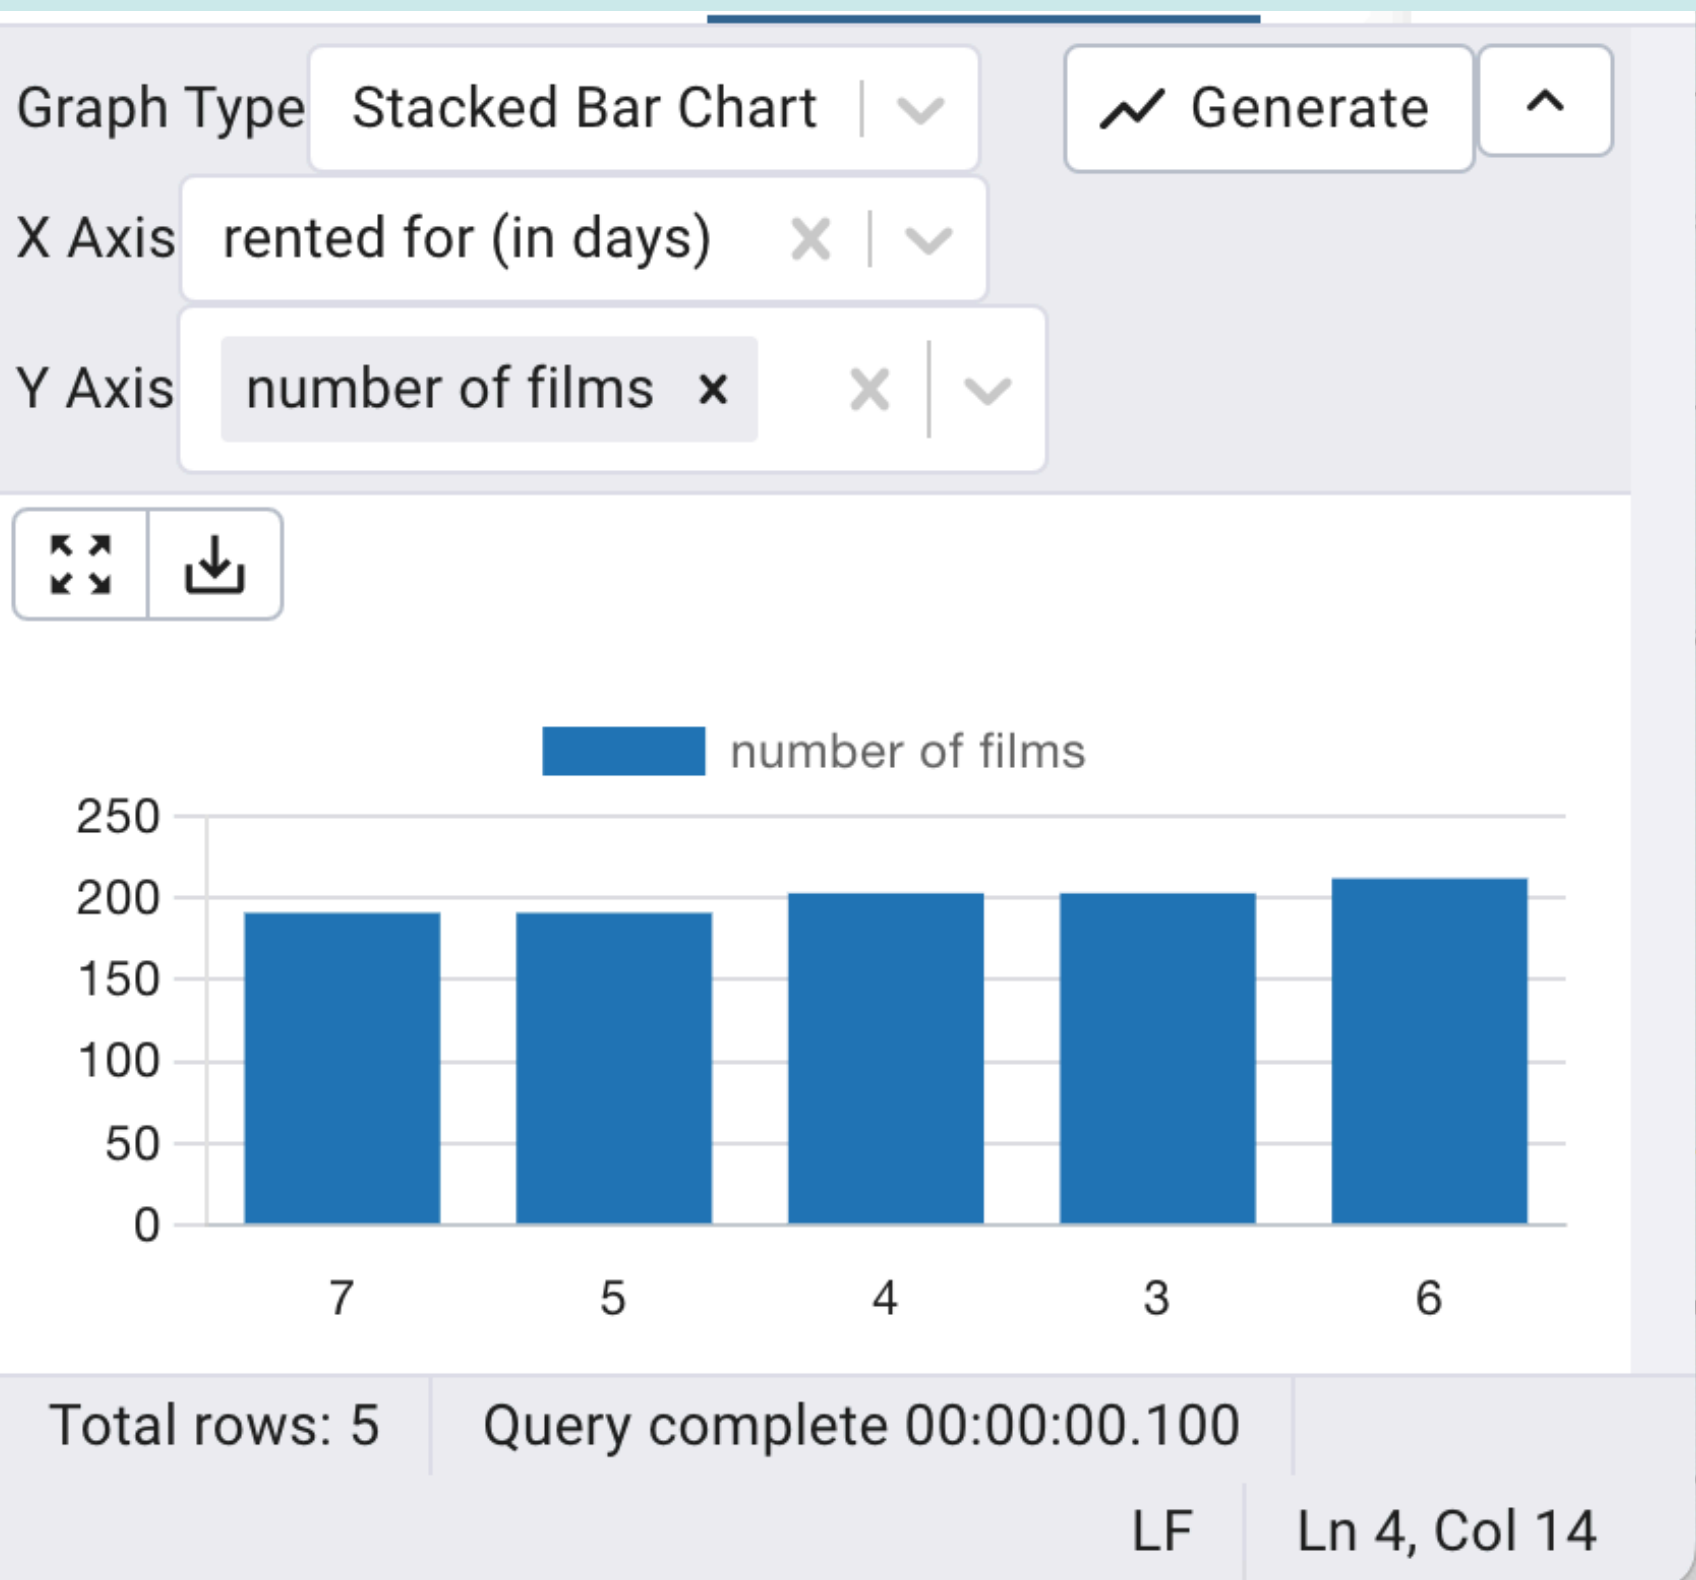 Graph Type Stacked Bar Chart Generate
X Axis rented for (in days)
Y Axis number of films
number of films
250
200
150
100
50
0
7 5 4 3 6
Total rows: 5 Query complete 00:00:00.100
LF Ln 4, Col 14